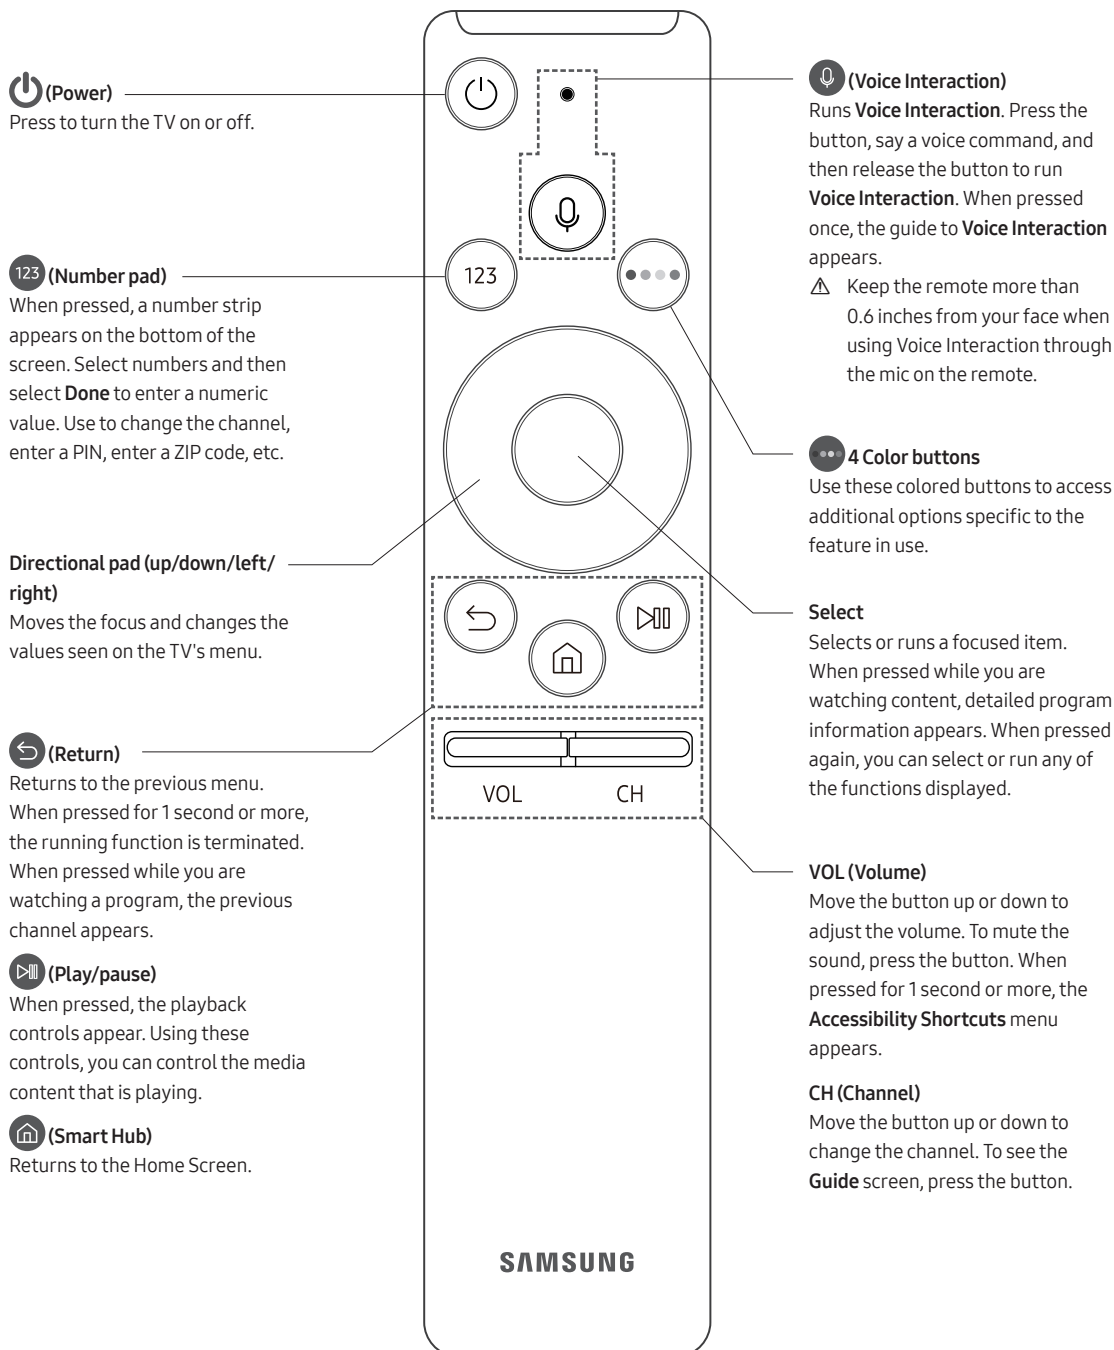 (Power)
Press to turn the TV on or off.
123 (Number pad)
When pressed, a number strip
appears on the bottom of the
screen. Select numbers and then
select Done to enter a numeric
value. Use to change the channel,
enter a PIN, enter a ZIP code, etc.
Directional pad (up/down/left/
right)
Moves the focus and changes the
values seen on the TV's menu.
(Return)
Returns to the previous menu.
When pressed for 1 second or more,
the running function is terminated.
When pressed while you are
watching a program, the previous
channel appears.
(Play/pause)
When pressed, the playback
controls appear. Using these
controls, you can control the media
content that is playing.
(Smart Hub)
Returns to the Home Screen.
123
VOL CH
SAMSUNG
(Voice Interaction)
Runs Voice Interaction. Press the
button, say a voice command, and
then release the button to run
Voice Interaction. When pressed
once, the guide to Voice Interaction
appears.
Keep the remote more than
0.6 inches from your face when
using Voice Interaction through
the mic on the remote.
4 Color buttons
Use these colored buttons to access
additional options specific to the
feature in use.
Select
Selects or runs a focused item.
When pressed while you are
watching content, detailed program
information appears. When pressed
again, you can select or run any of
the functions displayed.
VOL (Volume)
Move the button up or down to
adjust the volume. To mute the
sound, press the button. When
pressed for 1 second or more, the
Accessibility Shortcuts menu
appears.
CH (Channel)
Move the button up or down to
change the channel. To see the
Guide screen, press the button.